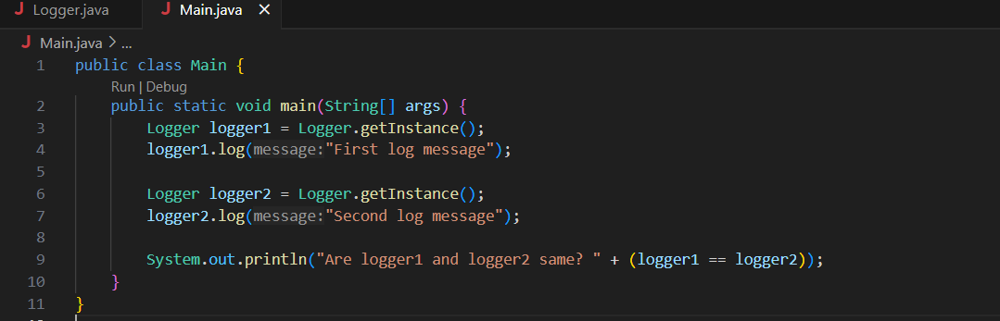 J Logger.java J Main.java ×
J Main.java > ...
1 public class Main {
Run | Debug
2 public static void main(String[] args) {
3 Logger logger1 = Logger.getInstance();
4 logger1.log(message:"First log message");
5
6 Logger logger2 = Logger.getInstance();
7 logger2.log(message:"Second log message");
8
9 System.out.println("Are logger1 and logger2 same? " + (logger1 == logger2));
10 }
11 }